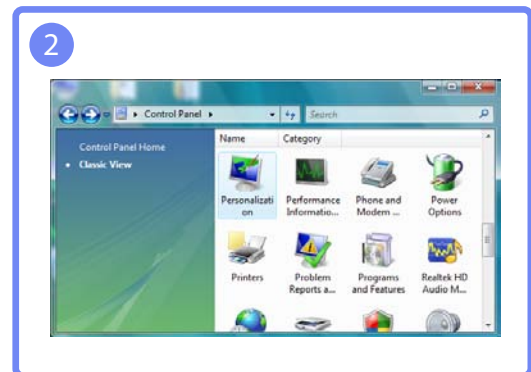 2
Control Panel
Search
Control Panel Home
Classic View
Name Category
Personalizati
on
Performance
Informatio...
Phone and
Modem ...
Power
Options
Printers
Problem
Reports a...
Programs
and Features
Realtek HD
Audio M...